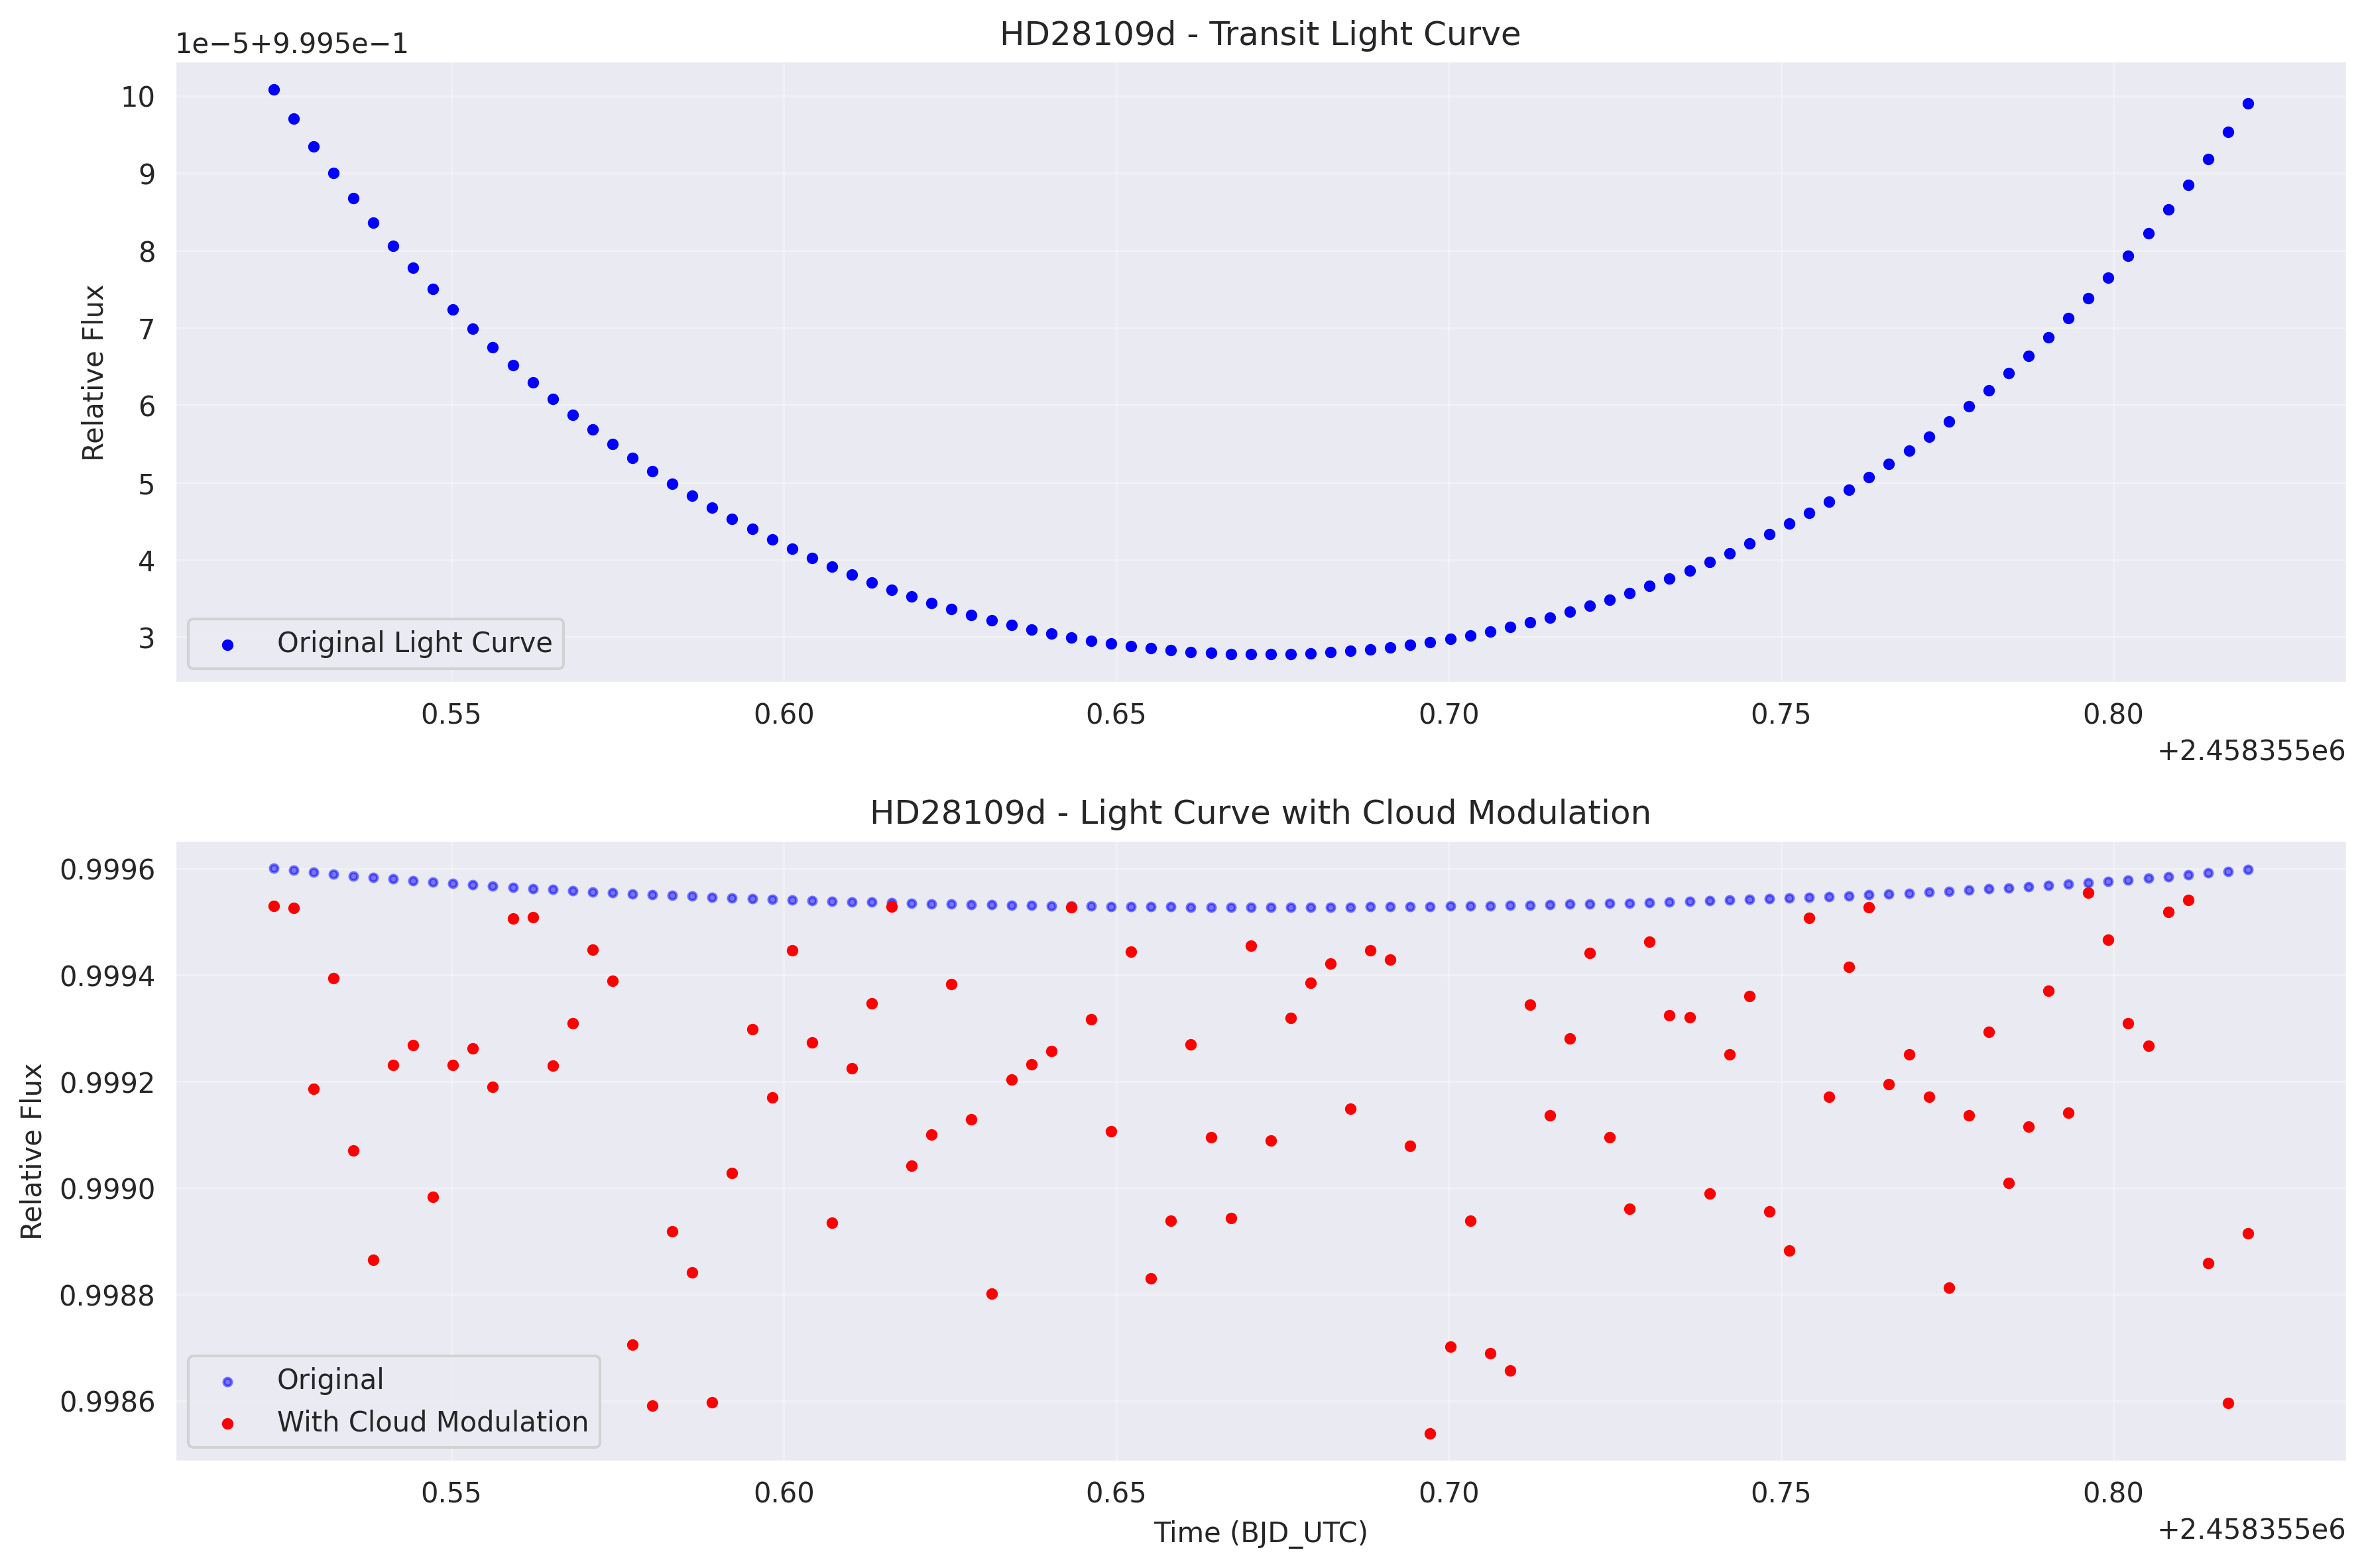 HD28109d - Transit Light Curve
1e−5+9.995e−1
10
9
8
7
6
5
4
3
Relative Flux
Original Light Curve
0.55 0.60 0.65 0.70 0.75 0.80
+2.458355e6
HD28109d - Light Curve with Cloud Modulation
0.9996
0.9994
0.9992
0.9990
0.9988
0.9986
Relative Flux
Original
With Cloud Modulation
0.55 0.60 0.65 0.70 0.75 0.80
Time (BJD_UTC)
+2.458355e6